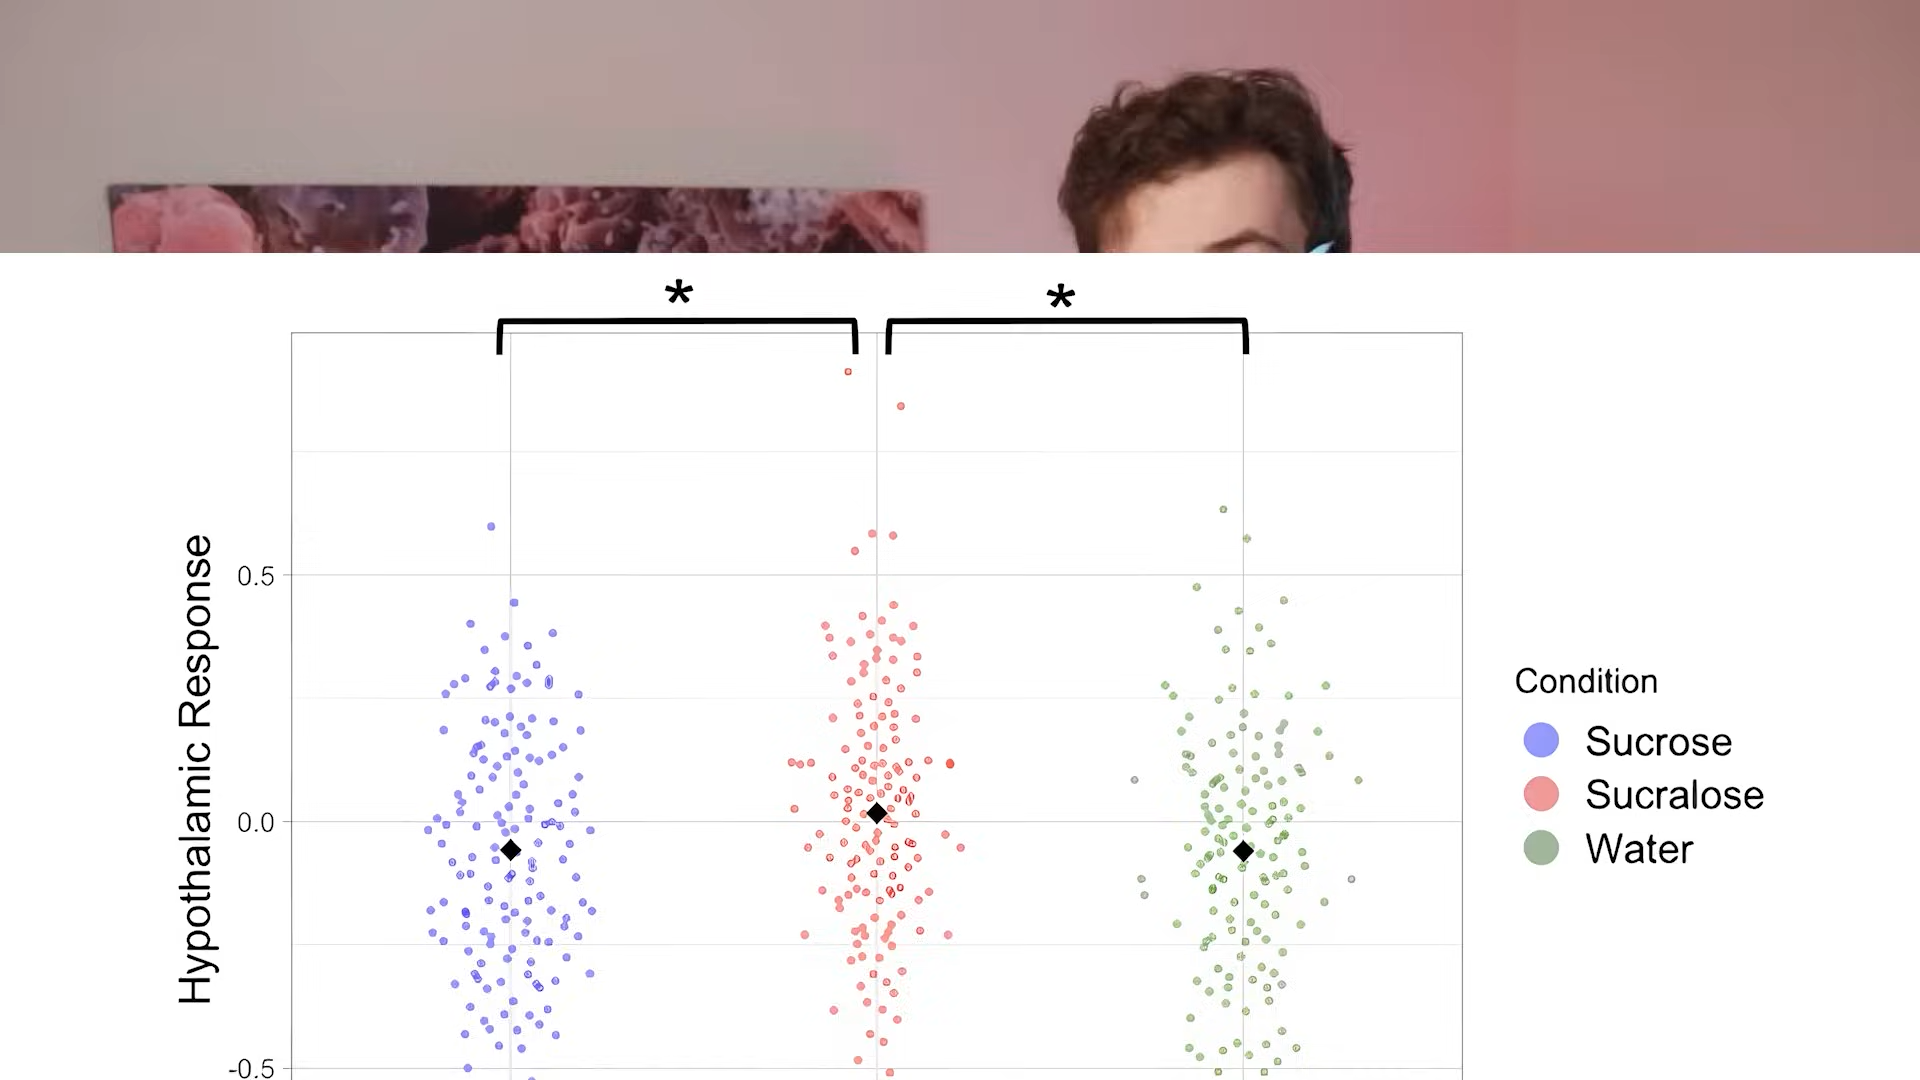 *
*
Hypothalamic Response
0.5
0.0
-0.5
Condition
Sucrose
Sucralose
Water